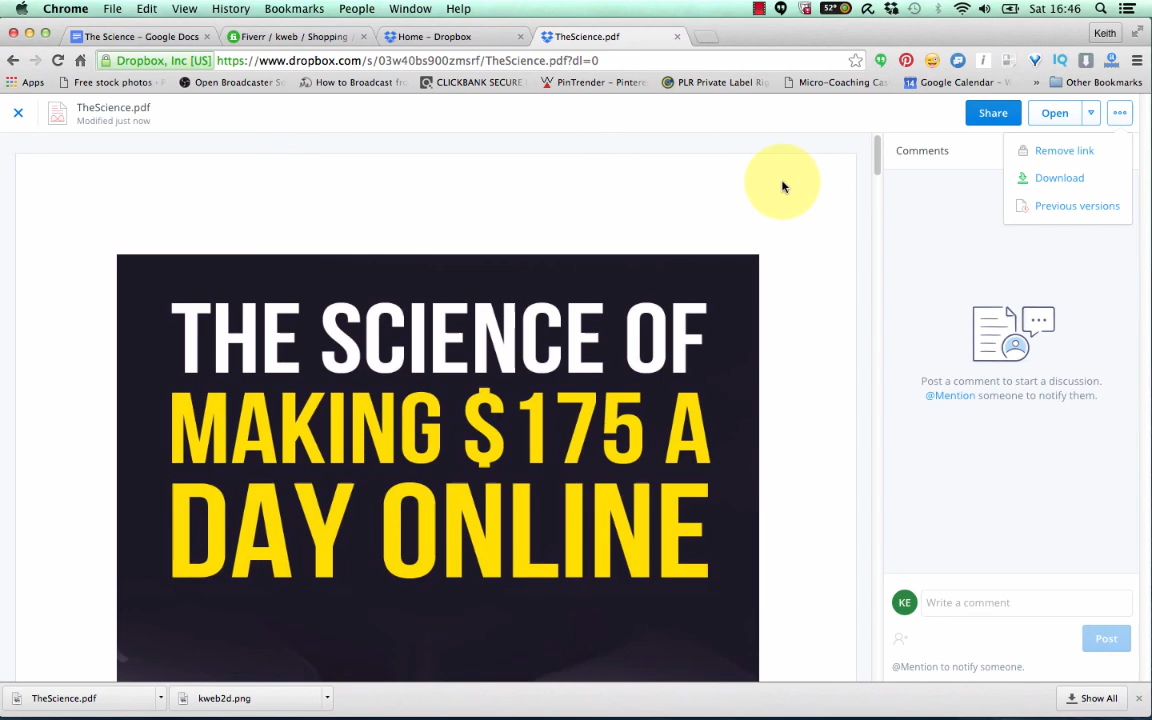 Chrome File Edit View History Bookmarks People Window Help 52° Sat 16:46
The Science – Google Docs Fiverr / kweb / Shopping Home – Dropbox TheScience.pdf Keith
Dropbox, Inc [US] https://www.dropbox.com/s/03w40bs900zmsrf/TheScience.pdf?dl=0
Apps Free stock photos Open Broadcaster So How to Broadcast fro CLICKBANK SECURE PinTrender – Pintere PLR Private Label Rig Micro-Coaching Cas Google Calendar – W » Other Bookmarks
TheScience.pdf
Modified just now
Share Open
Comments
Remove link
Download
Previous versions
THE SCIENCE OF
MAKING $175 A
DAY ONLINE
Post a comment to start a discussion.
@Mention someone to notify them.
KE Write a comment
Post
@Mention to notify someone.
TheScience.pdf kweb2d.png Show All